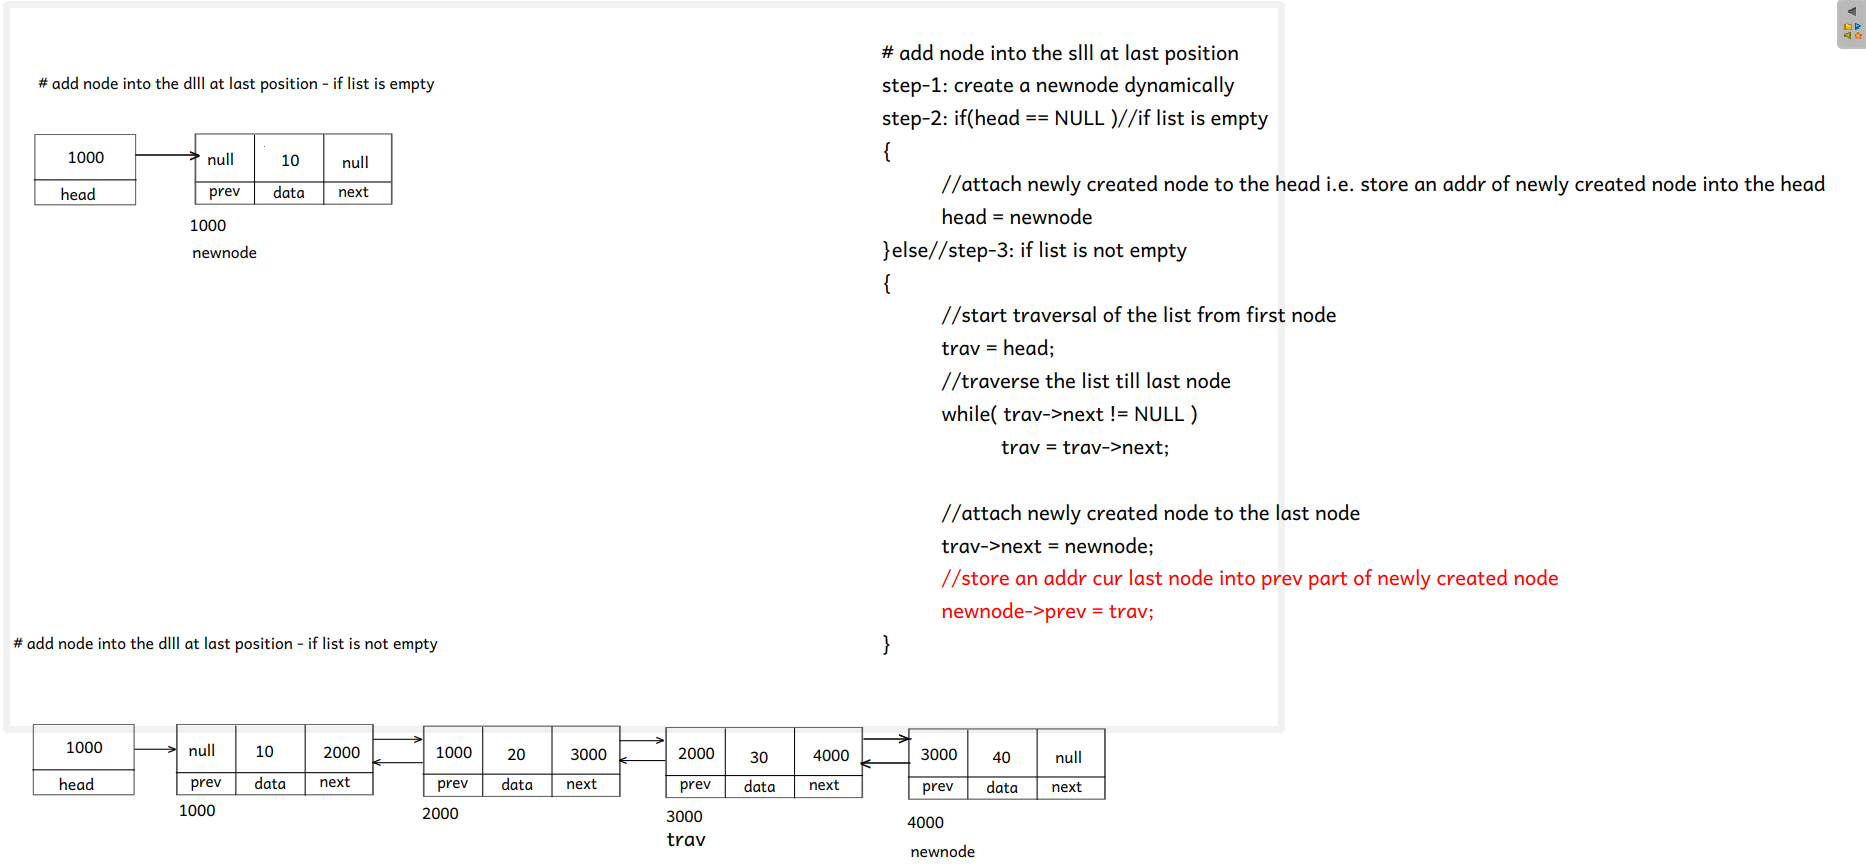 # add node into the dlll at last position - if list is empty
1000
head
null 10 null
prev data next
1000
newnode
# add node into the slll at last position
step-1: create a newnode dynamically
step-2: if(head == NULL )//if list is empty
{
//attach newly created node to the head i.e. store an addr of newly created node into the head
head = newnode
}else//step-3: if list is not empty
{
//start traversal of the list from first node
trav = head;
//traverse the list till last node
while( trav->next != NULL )
trav = trav->next;
//attach newly created node to the last node
trav->next = newnode;
//store an addr cur last node into prev part of newly created node
newnode->prev = trav;
}
# add node into the dlll at last position - if list is not empty
1000
head
null 10 2000
prev data next
1000
1000 20 3000
prev data next
2000
2000 30 4000
prev data next
3000
trav
3000 40 null
prev data next
4000
newnode